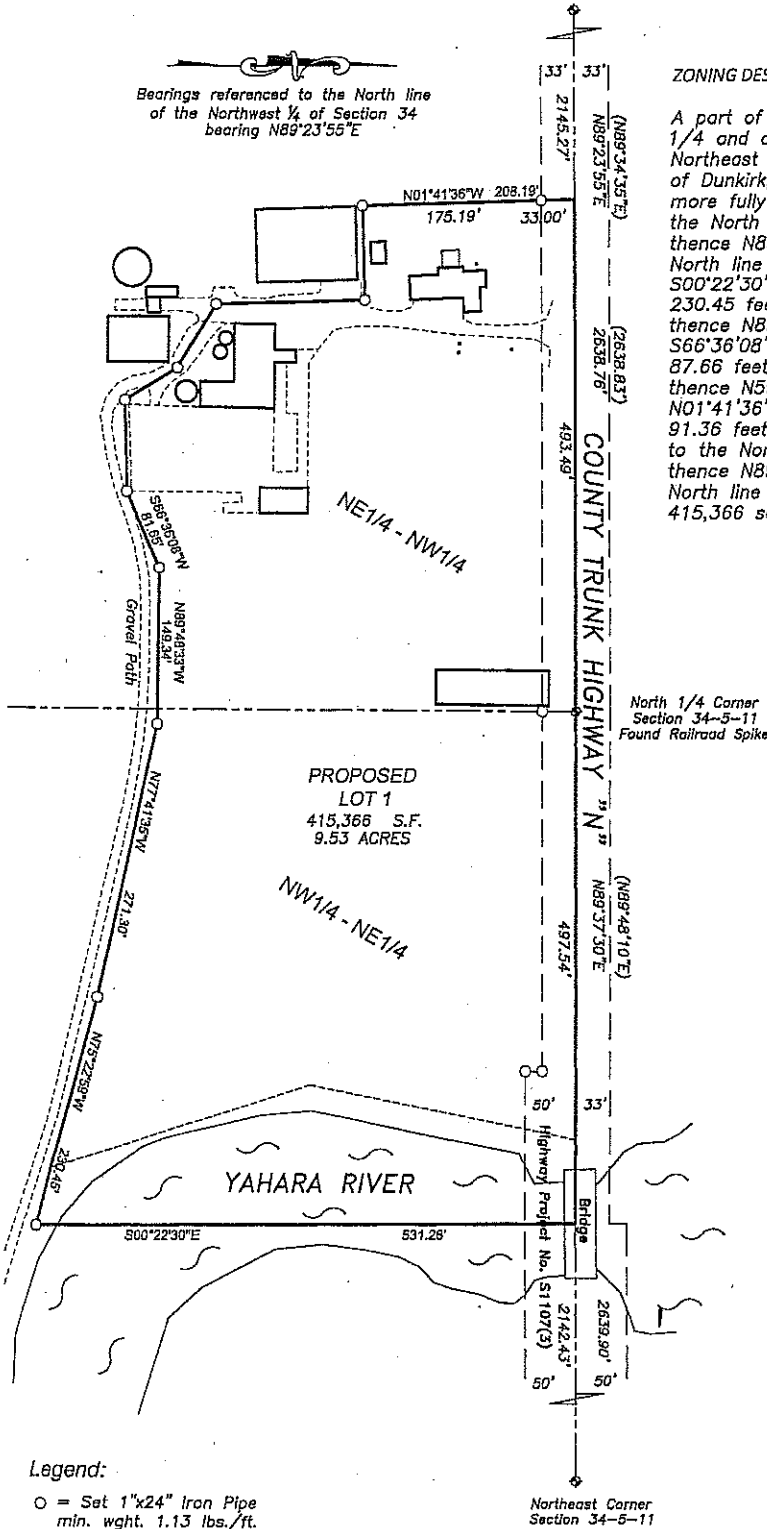 Bearings referenced to the North line
of the Northwest ¼ of Section 34
bearing N89°23'55"E
33' 33'
2145.27'
(N89°34'35"E)
N89°23'55"E
N01°41'36"W 208.19'
175.19' 33.00'
(2638.83')
2638.76'
493.49'
COUNTY TRUNK HIGHWAY "N"
NE1/4 - NW1/4
S66°36'08"W
81.65'
N89°48'33"W
149.34'
Gravel Path
North 1/4 Corner
Section 34-5-11
Found Railroad Spike
PROPOSED
LOT 1
415,366 S.F.
9.53 ACRES
NW1/4 - NE1/4
N77°41'35"W
271.30'
(N89°48'10"E)
N89°37'30"E
497.54'
N75°22'59"W
230.45'
50' 33'
Highway Project No. S1107(3)
Bridge
YAHARA RIVER
S00°22'30"E 531.26'
2142.43'
2639.90'
50' 50'
Legend:
O = Set 1"x24" Iron Pipe
min. wght. 1.13 lbs./ft.
Northeast Corner
Section 34-5-11
ZONING DES
A part of
1/4 and
Northeast
of Dunkirk,
more fully
the North
thence N8
North line
S00°22'30"
230.45 fee
thence N8
S66°36'08"
87.66 feet
thence N5
N01°41'36"
91.36 feet
to the Nor
thence N8
North line
415,366 s